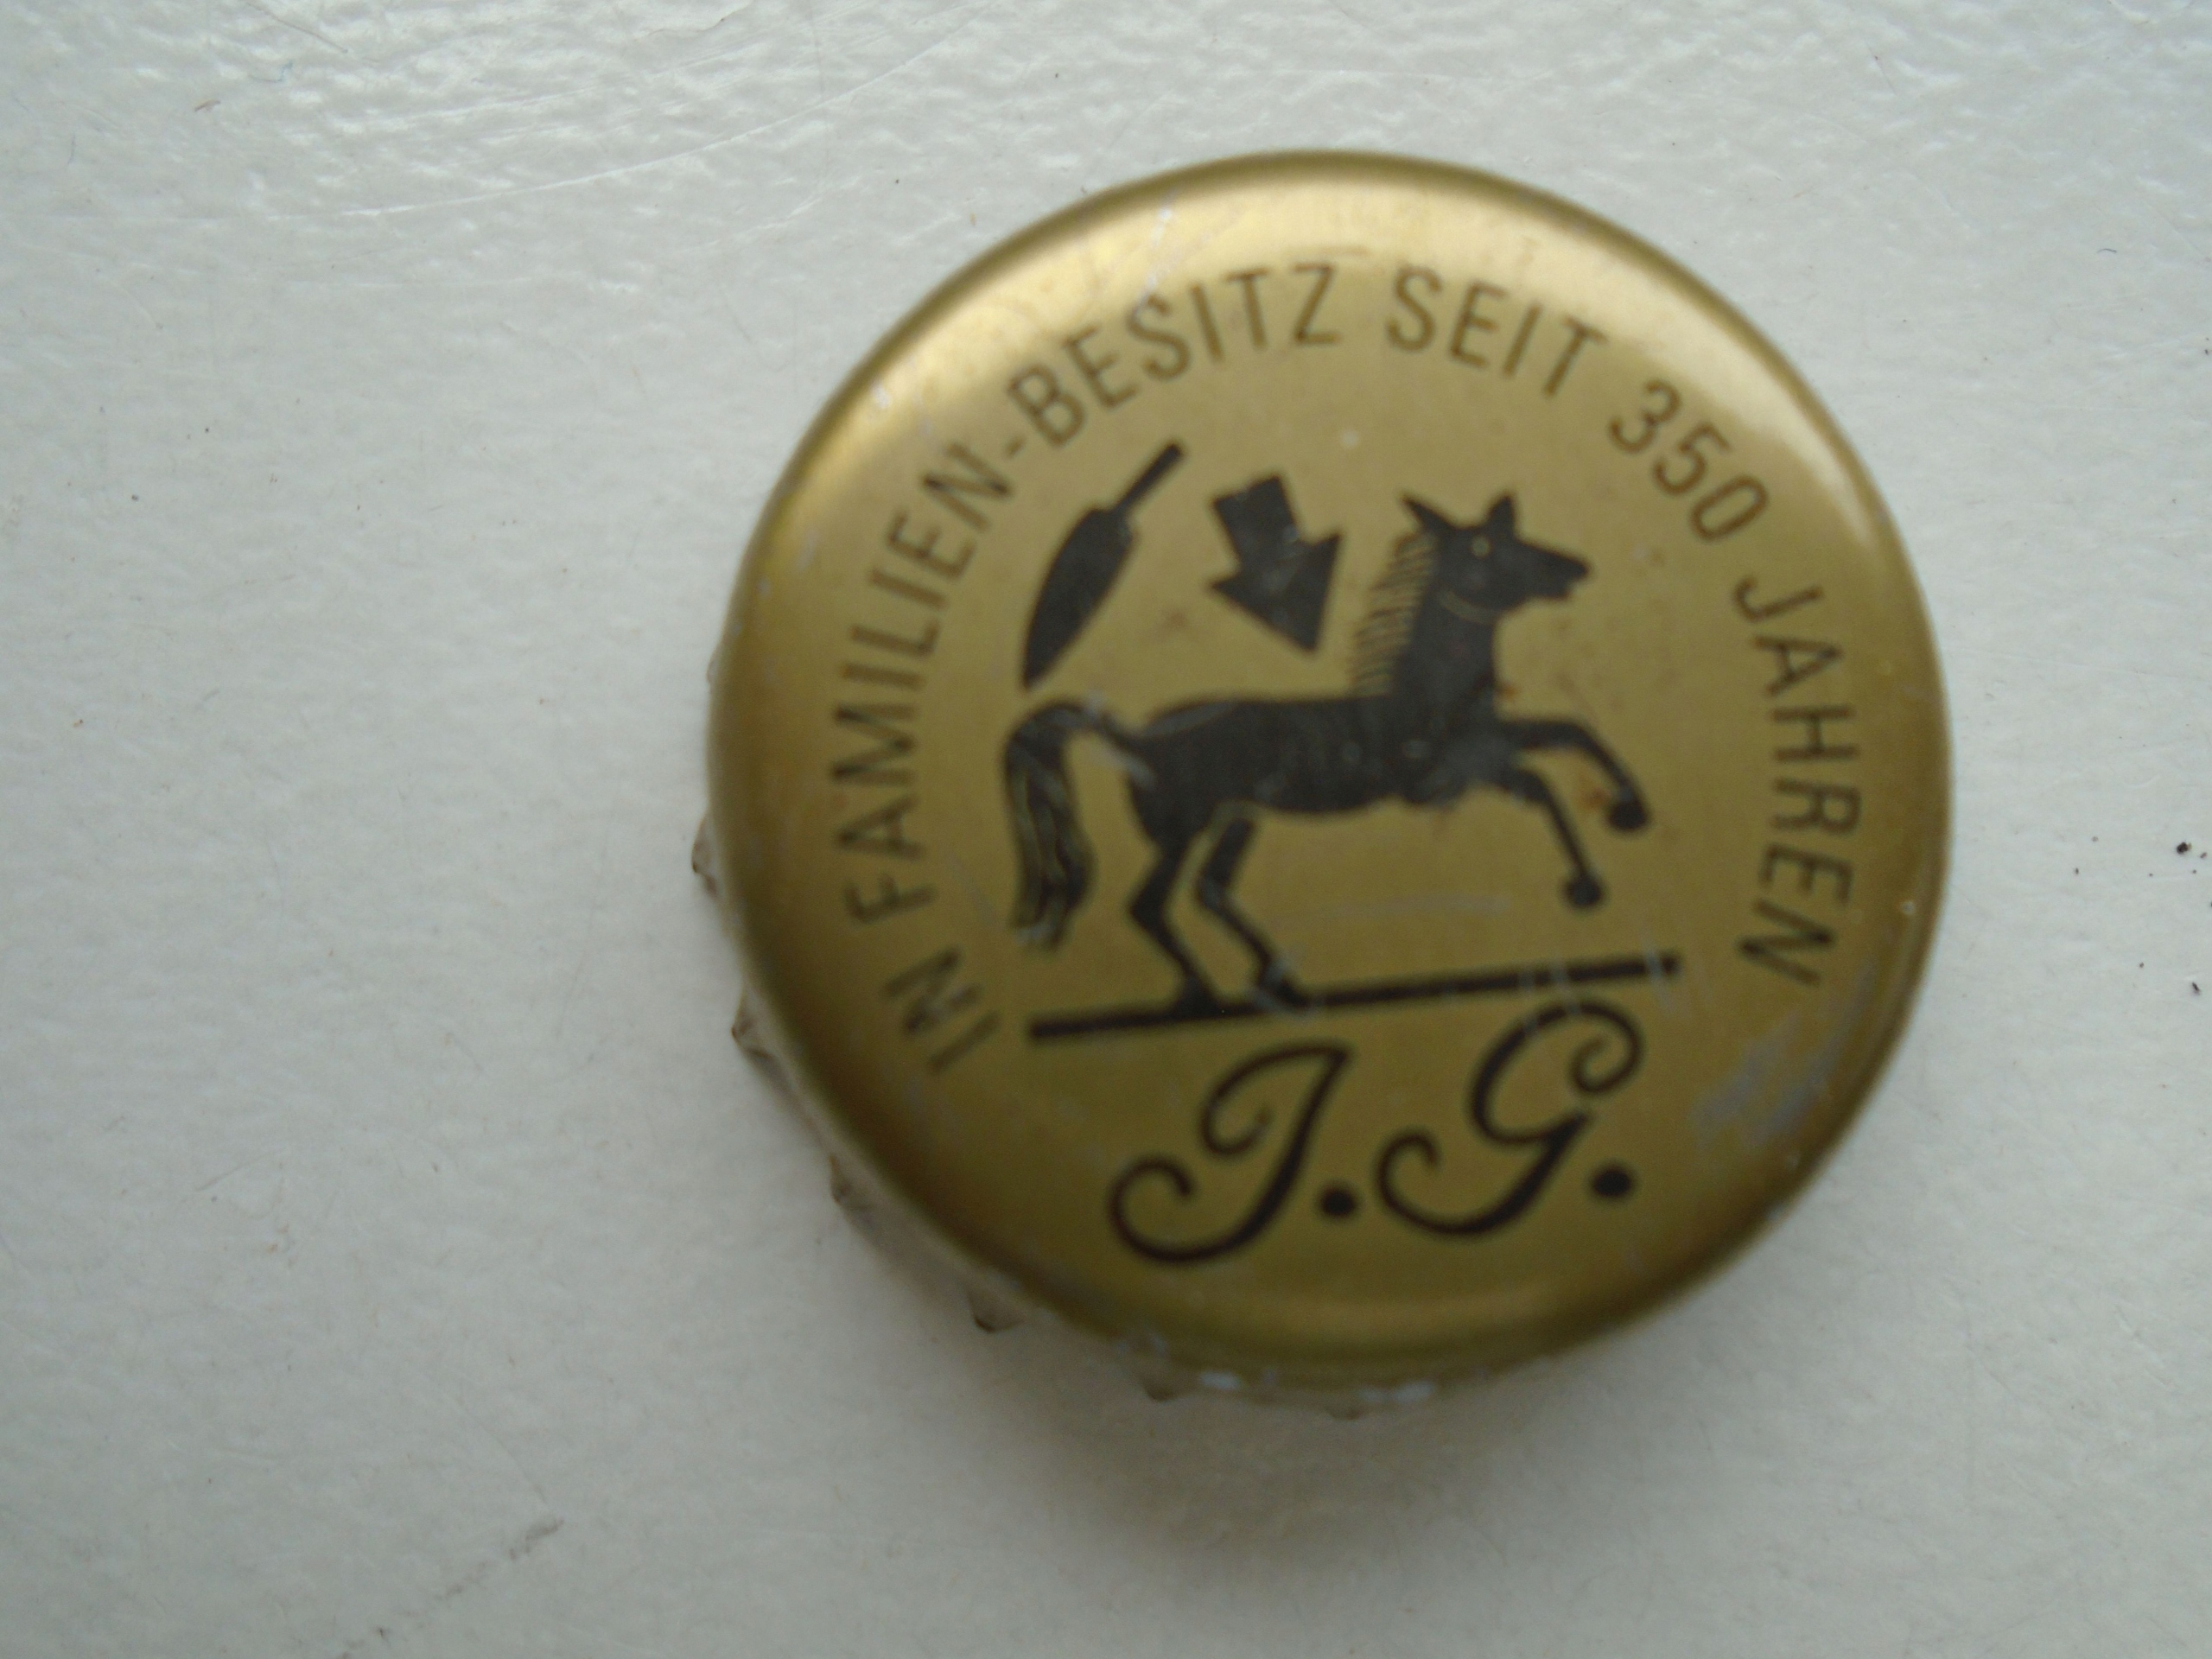 IN FAMILIEN-BESITZ SEIT 350 JAHREN
J.G.